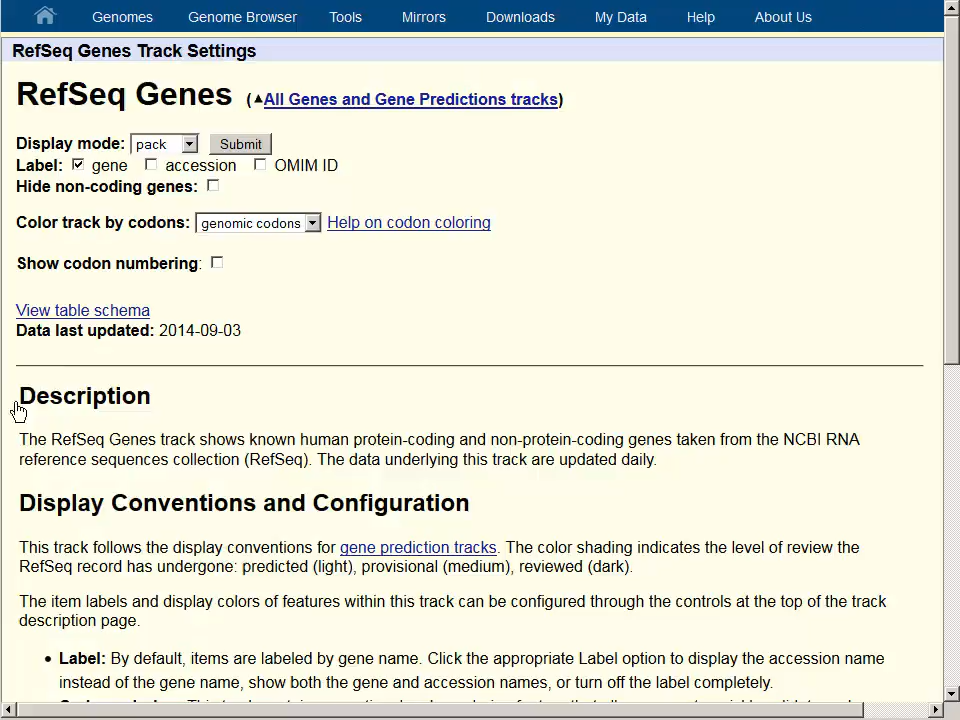 Genomes Genome Browser Tools Mirrors Downloads My Data Help About Us
RefSeq Genes Track Settings
RefSeq Genes (▲All Genes and Gene Predictions tracks)
Display mode: pack Submit
Label: gene accession OMIM ID
Hide non-coding genes:
Color track by codons: genomic codons Help on codon coloring
Show codon numbering:
View table schema
Data last updated: 2014-09-03
Description
The RefSeq Genes track shows known human protein-coding and non-protein-coding genes taken from the NCBI RNA
reference sequences collection (RefSeq). The data underlying this track are updated daily.
Display Conventions and Configuration
This track follows the display conventions for gene prediction tracks. The color shading indicates the level of review the
RefSeq record has undergone: predicted (light), provisional (medium), reviewed (dark).
The item labels and display colors of features within this track can be configured through the controls at the top of the track
description page.
• Label: By default, items are labeled by gene name. Click the appropriate Label option to display the accession name
instead of the gene name, show both the gene and accession names, or turn off the label completely.